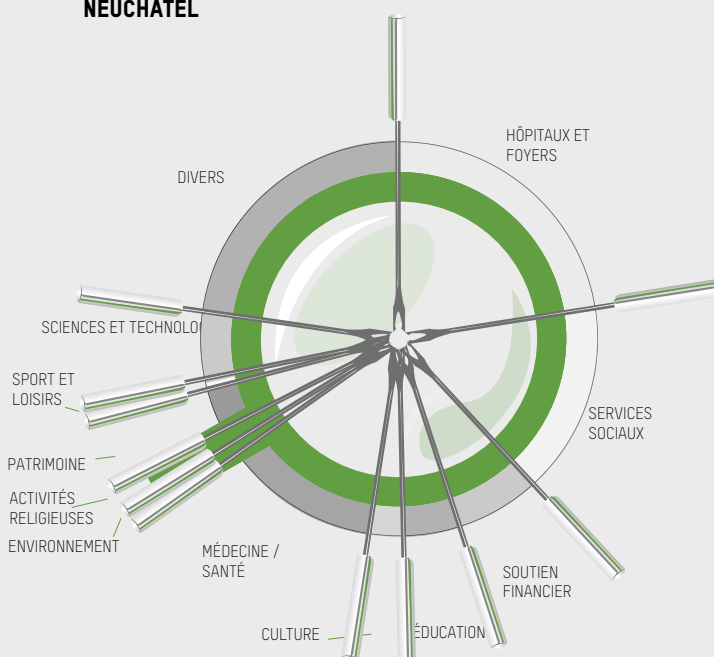 NEUCHÂTEL
HÔPITAUX ET
FOYERS
DIVERS
SCIENCES ET TECHNOLO
SPORT ET
LOISIRS
SERVICES
SOCIAUX
PATRIMOINE
ACTIVITÉS
RELIGIEUSES
ENVIRONNEMENT
MÉDECINE /
SANTÉ
SOUTIEN
FINANCIER
CULTURE
ÉDUCATION